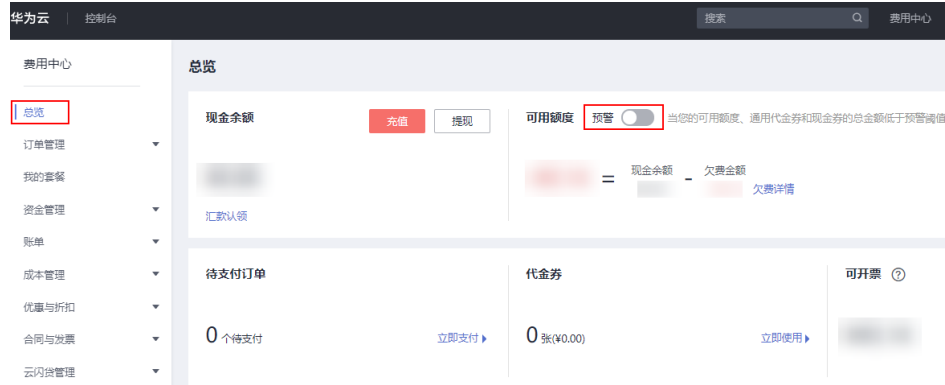 华为云 控制台 搜索 费用中心
费用中心
总览
订单管理
我的套餐
资金管理
账单
成本管理
优惠与折扣
合同与发票
云闪贷管理
总览
现金余额 充值 提现
汇款认领
可用额度 预警 当您的可用额度、通用代金券和现金券的总金额低于预警阈值
= 现金余额 - 欠费金额
欠费详情
待支付订单
0 个待支付 立即支付
代金券
0 张(¥0.00) 立即使用
可开票 ?